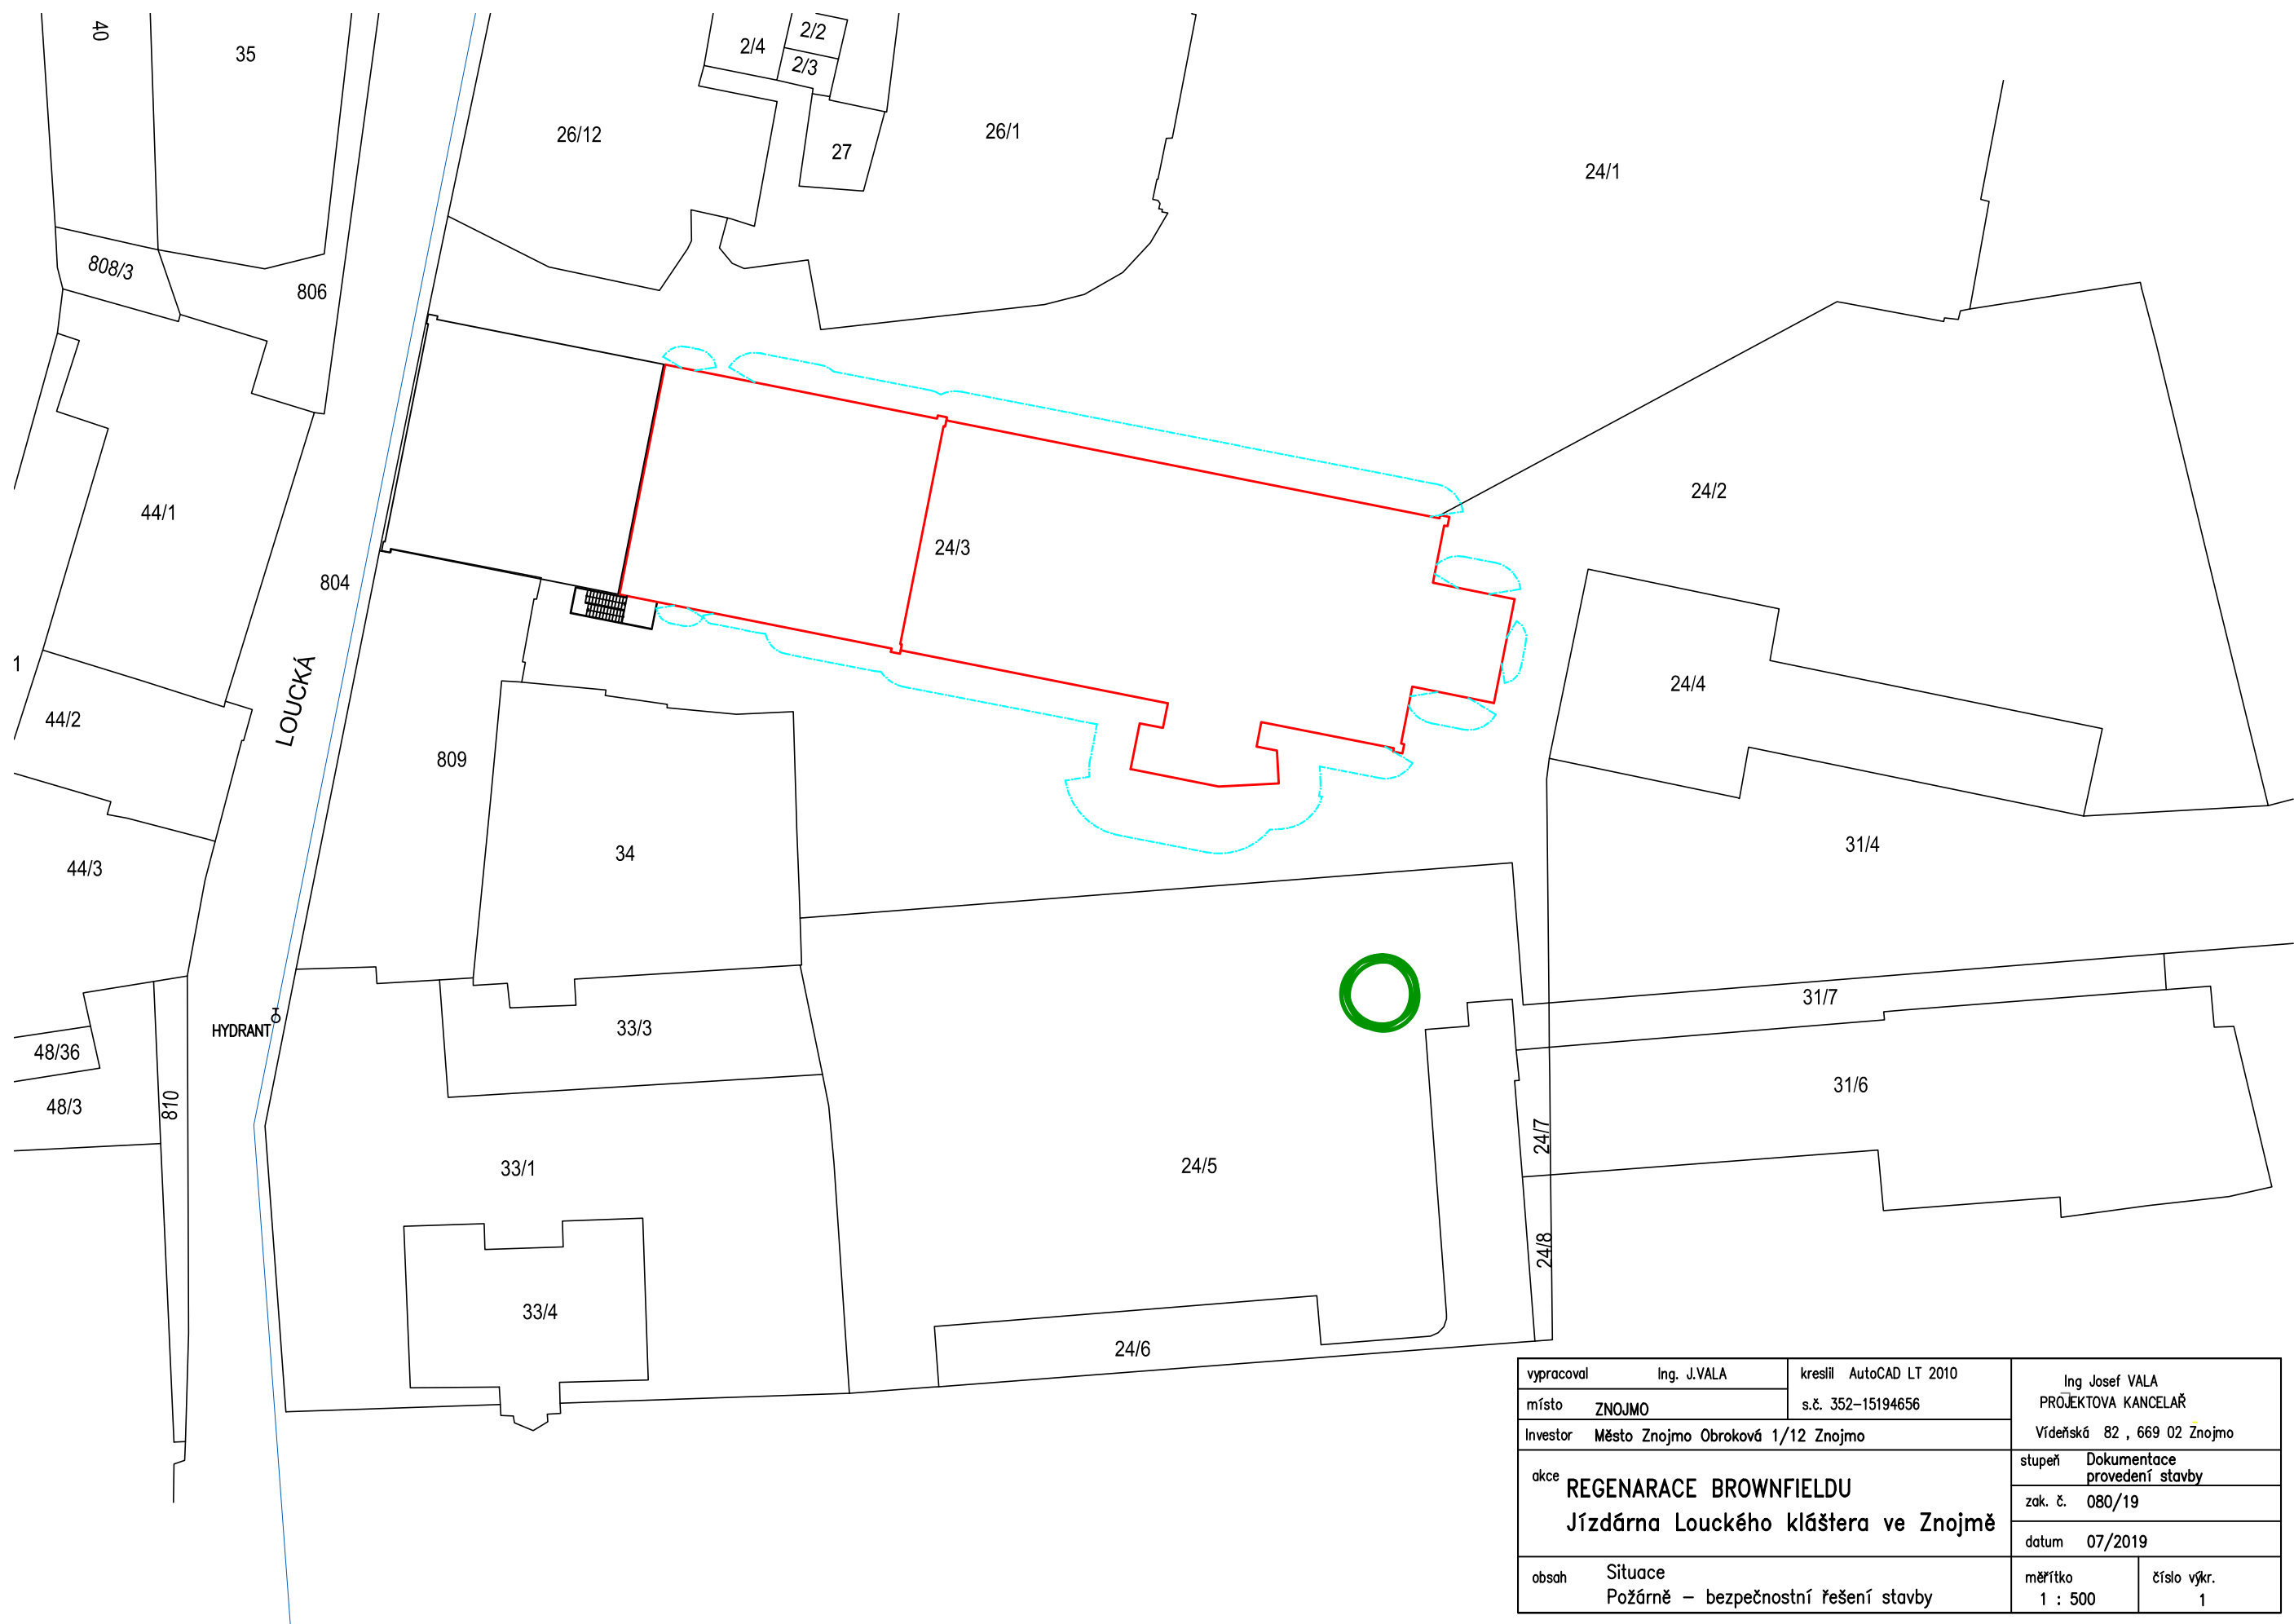 40
35
2/4
2/2
2/3
26/12
27
26/1
24/1
808/3
806
44/1
24/2
24/3
804
1
LOUCKÁ
44/2
24/4
809
34
31/4
44/3
31/7
HYDRANT
33/3
48/36
31/6
48/3
810
24/7
33/1
24/5
24/8
33/4
24/6
vypracoval Ing. J.VALA
kreslil AutoCAD LT 2010
s.č. 352-15194656
Ing Josef VALA
PROJEKTOVA KANCELAŘ
Vídeňská 82 , 669 02 Znojmo
místo ZNOJMO
Investor Město Znojmo Obroková 1/12 Znojmo
stupeň Dokumentace
provedení stavby
akce REGENARACE BROWNFIELDU
Jízdárna Louckého kláštera ve Znojmě
zak. č. 080/19
datum 07/2019
obsah Situace
Požárně - bezpečnostní řešení stavby
měřítko
1 : 500
číslo výkr.
1